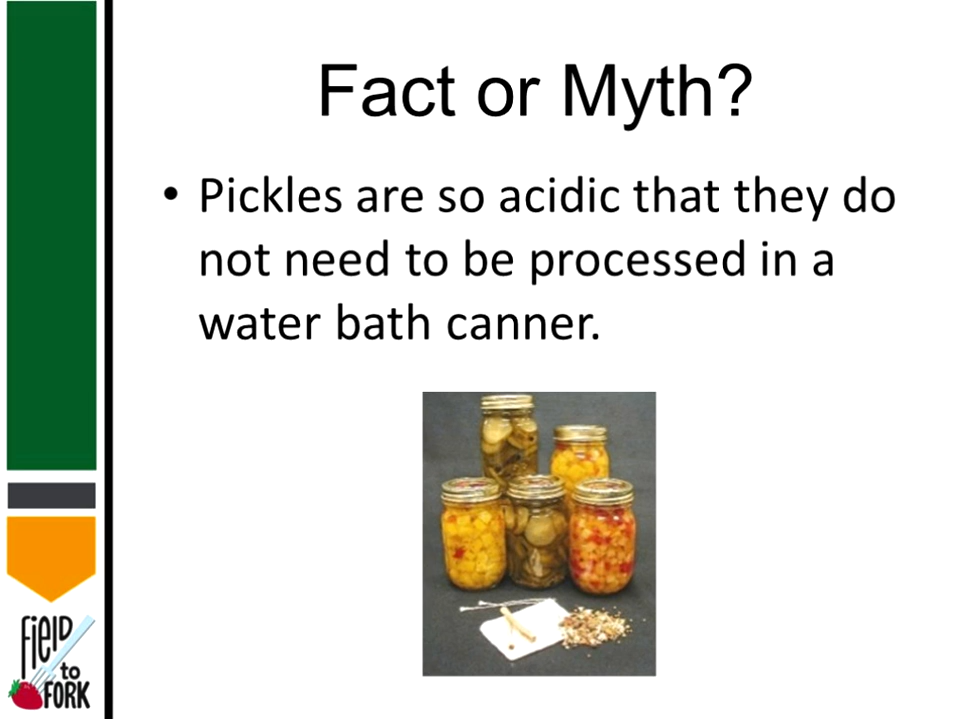 Fact or Myth?
• Pickles are so acidic that they do
not need to be processed in a
water bath canner.
FiElD
to
FORK